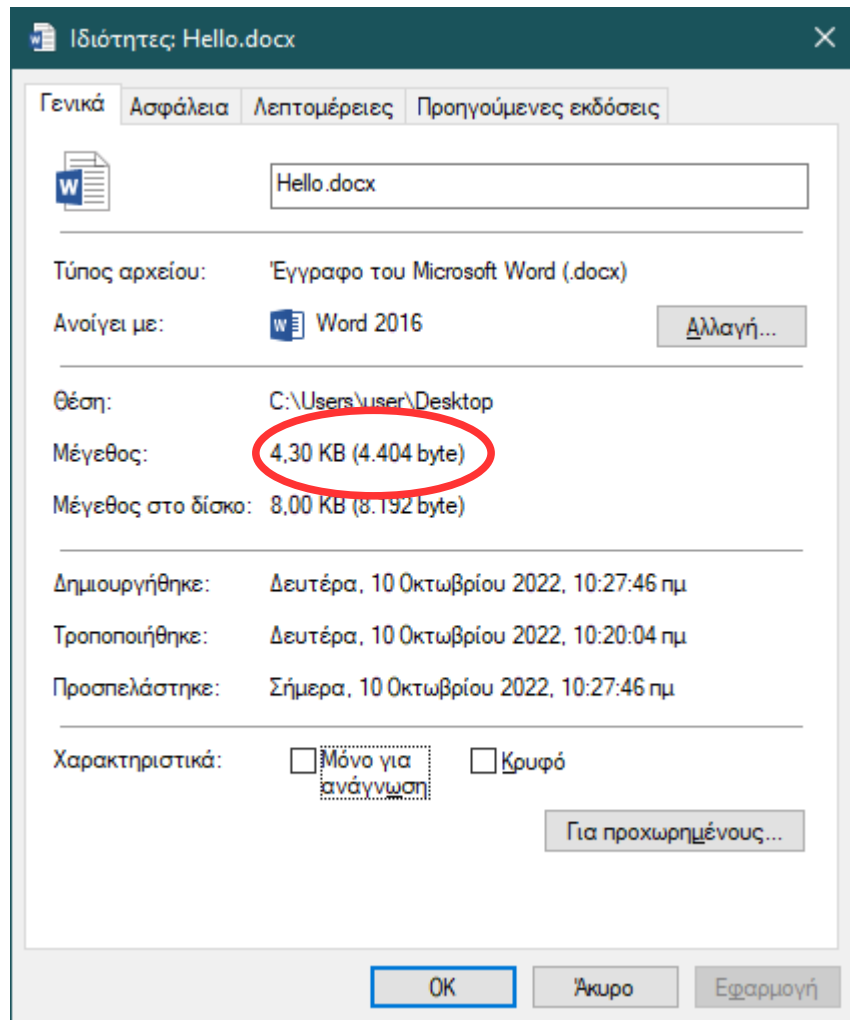 Ιδιότητες: Hello.docx
Γενικά Ασφάλεια Λεπτομέρειες Προηγούμενες εκδόσεις
Hello.docx
Τύπος αρχείου: Έγγραφο του Microsoft Word (.docx)
Ανοίγει με: Word 2016 Αλλαγή...
Θέση: C:\Users\user\Desktop
Μέγεθος: 4,30 KB (4.404 byte)
Μέγεθος στο δίσκο: 8,00 KB (8.192 byte)
Δημιουργήθηκε: Δευτέρα, 10 Οκτωβρίου 2022, 10:27:46 πμ
Τροποποιήθηκε: Δευτέρα, 10 Οκτωβρίου 2022, 10:20:04 πμ
Προσπελάστηκε: Σήμερα, 10 Οκτωβρίου 2022, 10:27:46 πμ
Χαρακτηριστικά: Μόνο για Κρυφό
ανάγνωση
Για προχωρημένους...
OK Άκυρο Εφαρμογή